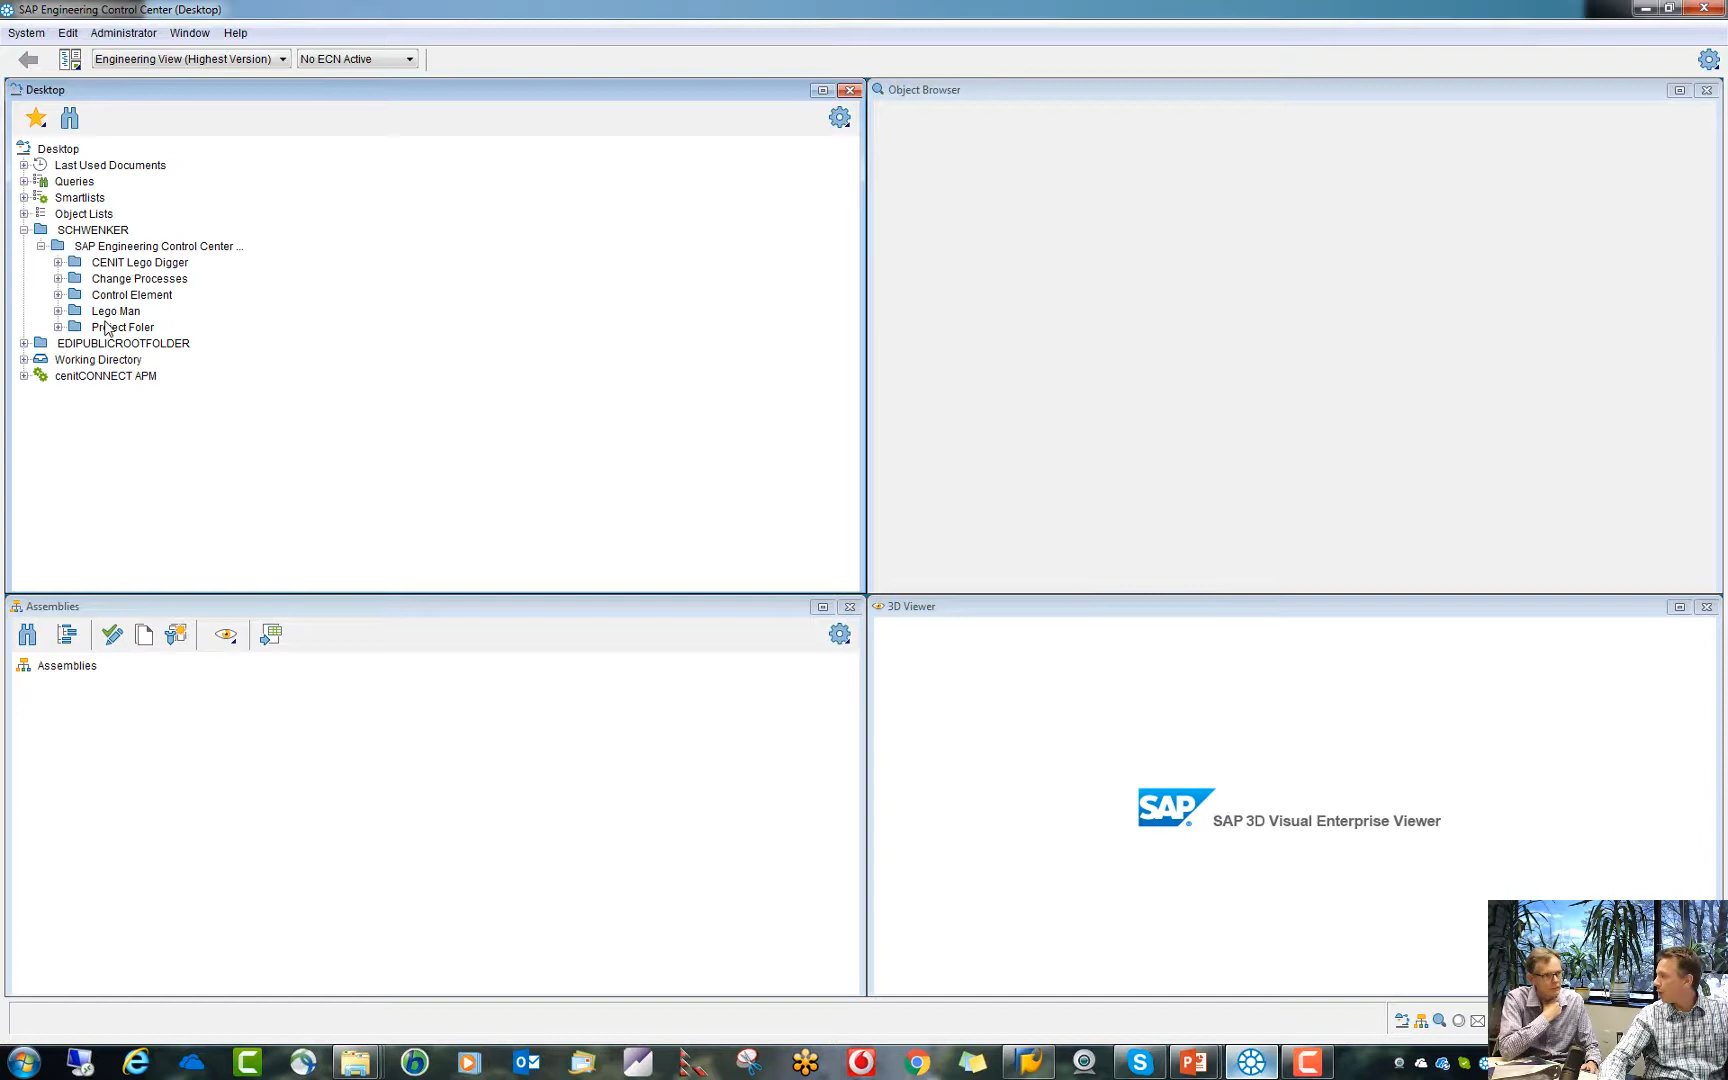 SAP Engineering Control Center (Desktop)
System Edit Administrator Window Help
Engineering View (Highest Version) No ECN Active
Desktop
Object Browser
Desktop
Last Used Documents
Queries
Smartlists
Object Lists
SCHWENKER
SAP Engineering Control Center ...
CENIT Lego Digger
Change Processes
Control Element
Lego Man
Project Foler
EDIPUBLICROOTFOLDER
Working Directory
cenitCONNECT APM
Assemblies
3D Viewer
Assemblies
SAP
SAP 3D Visual Enterprise Viewer